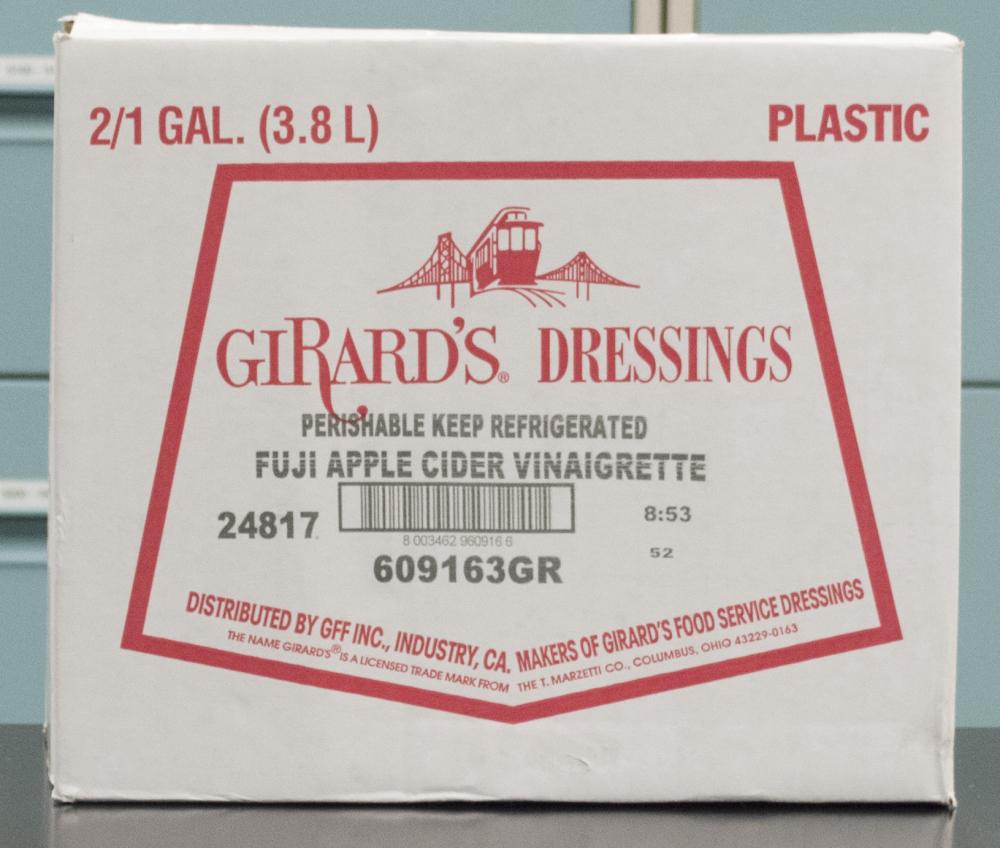 2/1 GAL. (3.8 L)
PLASTIC
GIRARD'S® DRESSINGS
PERISHABLE KEEP REFRIGERATED
FUJI APPLE CIDER VINAIGRETTE
24817
8:53
8 003462 960916 6
52
609163GR
DISTRIBUTED BY GFF INC., INDUSTRY, CA. MAKERS OF GIRARD'S FOOD SERVICE DRESSINGS
THE NAME GIRARD'S® IS A LICENSED TRADE MARK FROM THE T. MARZETTI CO., COLUMBUS, OHIO 43229-0163